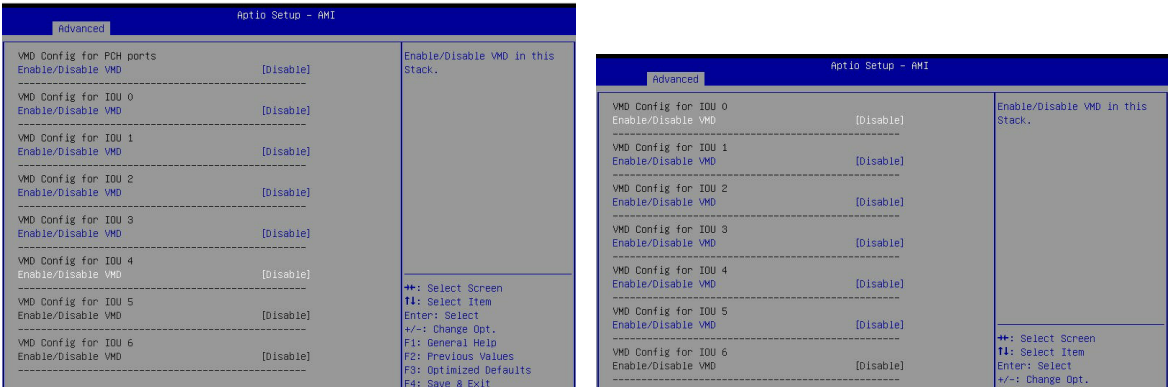 Aptio Setup - AMI
Advanced
VMD Config for PCH ports
Enable/Disable VMD [Disable]
VMD Config for IOU 0
Enable/Disable VMD [Disable]
VMD Config for IOU 1
Enable/Disable VMD [Disable]
VMD Config for IOU 2
Enable/Disable VMD [Disable]
VMD Config for IOU 3
Enable/Disable VMD [Disable]
VMD Config for IOU 4
Enable/Disable VMD [Disable]
VMD Config for IOU 5
Enable/Disable VMD [Disable]
VMD Config for IOU 6
Enable/Disable VMD [Disable]
Enable/Disable VMD in this
Stack.
→←: Select Screen
↑↓: Select Item
Enter: Select
+/-: Change Opt.
F1: General Help
F2: Previous Values
F3: Optimized Defaults
F4: Save & Exit
Aptio Setup - AMI
Advanced
VMD Config for IOU 0
Enable/Disable VMD [Disable]
VMD Config for IOU 1
Enable/Disable VMD [Disable]
VMD Config for IOU 2
Enable/Disable VMD [Disable]
VMD Config for IOU 3
Enable/Disable VMD [Disable]
VMD Config for IOU 4
Enable/Disable VMD [Disable]
VMD Config for IOU 5
Enable/Disable VMD [Disable]
VMD Config for IOU 6
Enable/Disable VMD [Disable]
Enable/Disable VMD in this
Stack.
→←: Select Screen
↑↓: Select Item
Enter: Select
+/-: Change Opt.